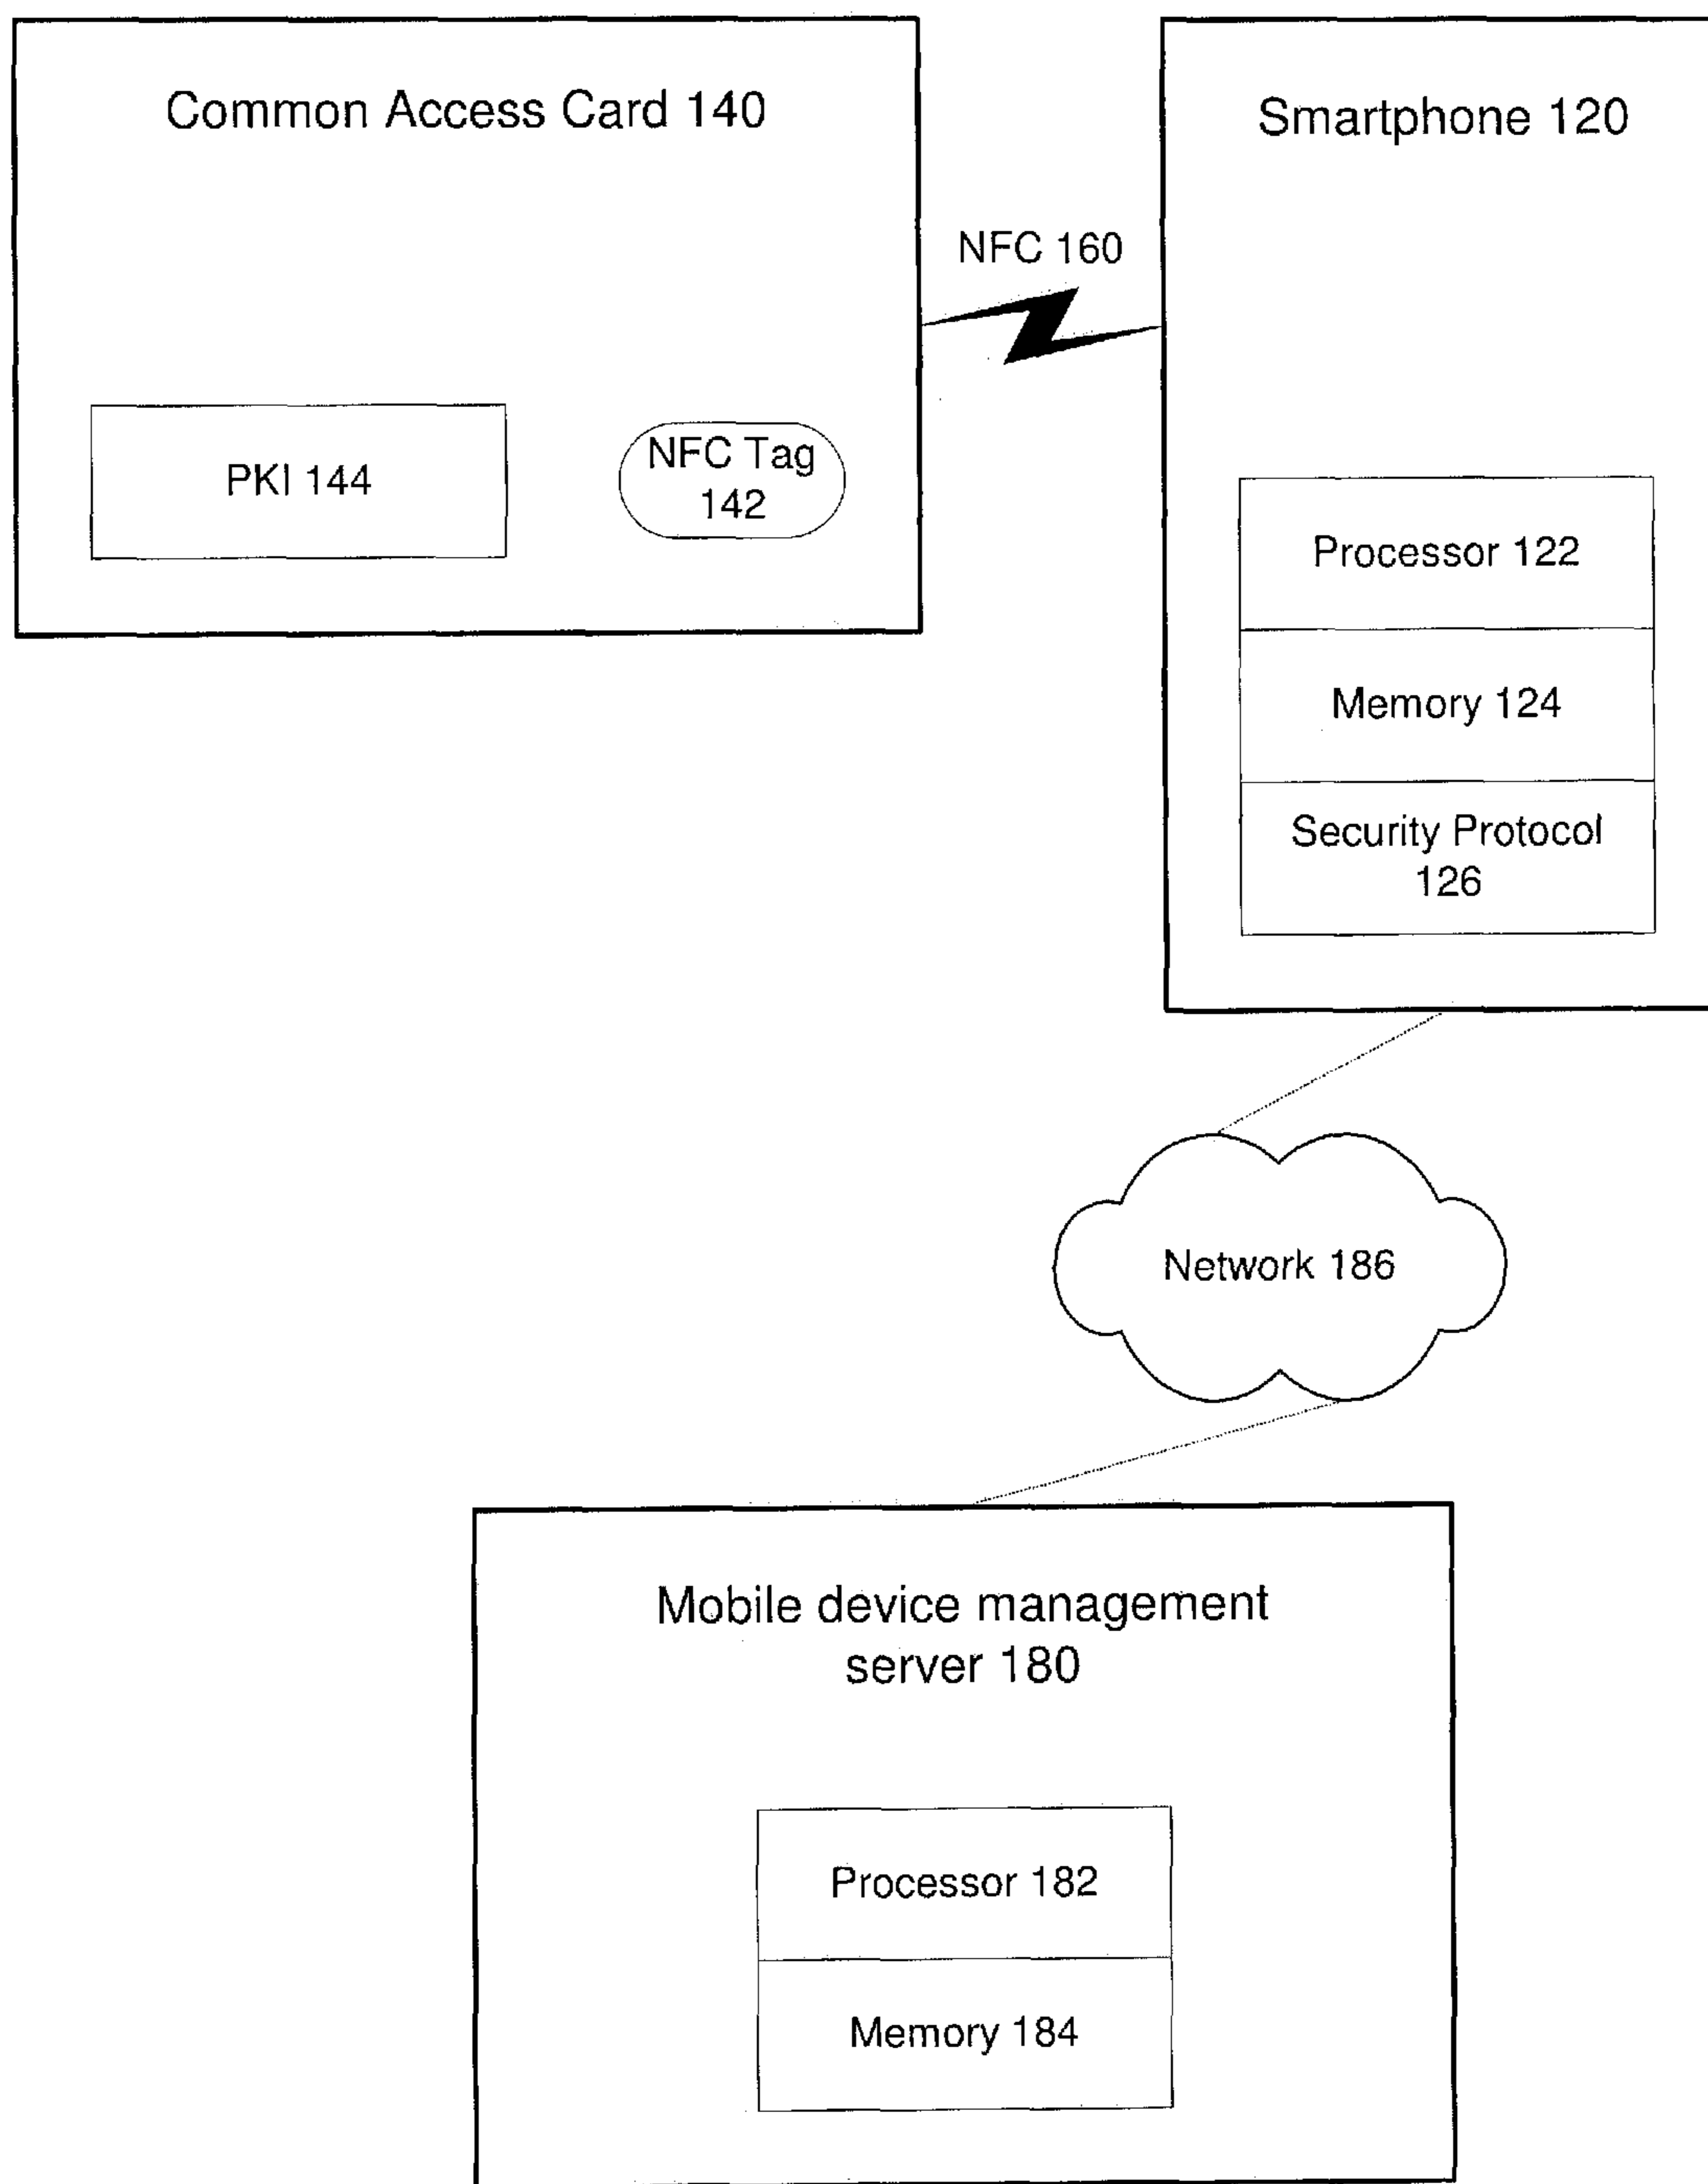 Common Access Card 140
Smartphone 120
NFC 160
PKI 144
NFC Tag
142
Processor 122
Memory 124
Security Protocol
126
Network 186
Mobile device management
server 180
Processor 182
Memory 184